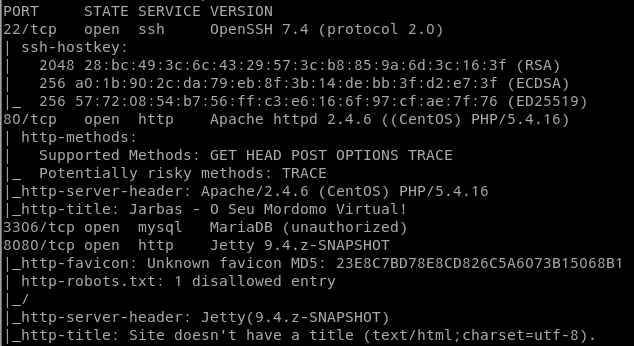 PORT     STATE SERVICE VERSION
22/tcp   open  ssh     OpenSSH 7.4 (protocol 2.0)
| ssh-hostkey:
|   2048 28:bc:49:3c:6c:43:29:57:3c:b8:85:9a:6d:3c:16:3f (RSA)
|   256 a0:1b:90:2c:da:79:eb:8f:3b:14:de:bb:3f:d2:e7:3f (ECDSA)
|_  256 57:72:08:54:b7:56:ff:c3:e6:16:6f:97:cf:ae:7f:76 (ED25519)
80/tcp   open  http    Apache httpd 2.4.6 ((CentOS) PHP/5.4.16)
| http-methods:
|   Supported Methods: GET HEAD POST OPTIONS TRACE
|_  Potentially risky methods: TRACE
|_http-server-header: Apache/2.4.6 (CentOS) PHP/5.4.16
|_http-title: Jarbas - O Seu Mordomo Virtual!
3306/tcp open  mysql   MariaDB (unauthorized)
8080/tcp open  http    Jetty 9.4.z-SNAPSHOT
|_http-favicon: Unknown favicon MD5: 23E8C7BD78E8CD826C5A6073B15068B1
| http-robots.txt: 1 disallowed entry
|_/
|_http-server-header: Jetty(9.4.z-SNAPSHOT)
|_http-title: Site doesn't have a title (text/html;charset=utf-8).